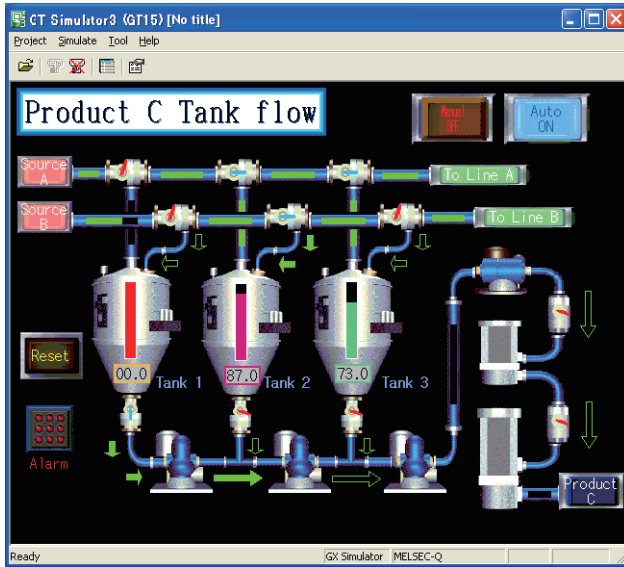 CT Simulator3 (GT15) [No title]
Project Simulate Tool Help
Product C Tank flow
Manual
OFF
Auto
ON
Source
A
To Line A
Source
B
To Line B
Reset
00.0
Tank 1
87.0
Tank 2
73.0
Tank 3
Alarm
Product
C
Ready
GX Simulator
MELSEC-Q